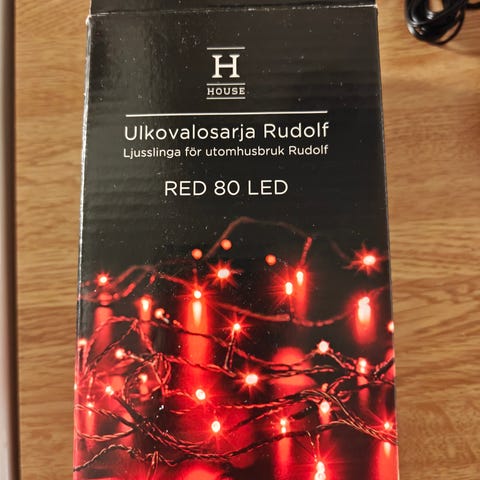 H
HOUSE
Ulkovalosarja Rudolf
Ljusslinga för utomhusbruk Rudolf
RED 80 LED